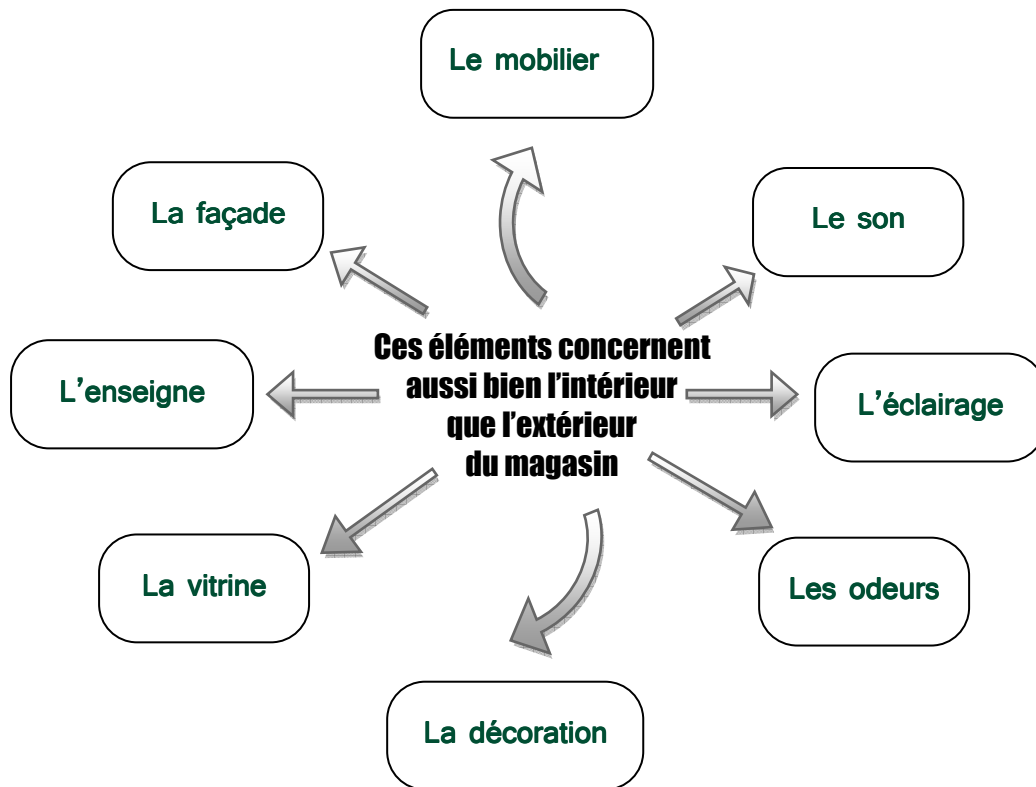 Le mobilier
La façade
Le son
Ces éléments concernent
aussi bien l'intérieur
que l'extérieur
du magasin
L'enseigne
L'éclairage
La vitrine
Les odeurs
La décoration